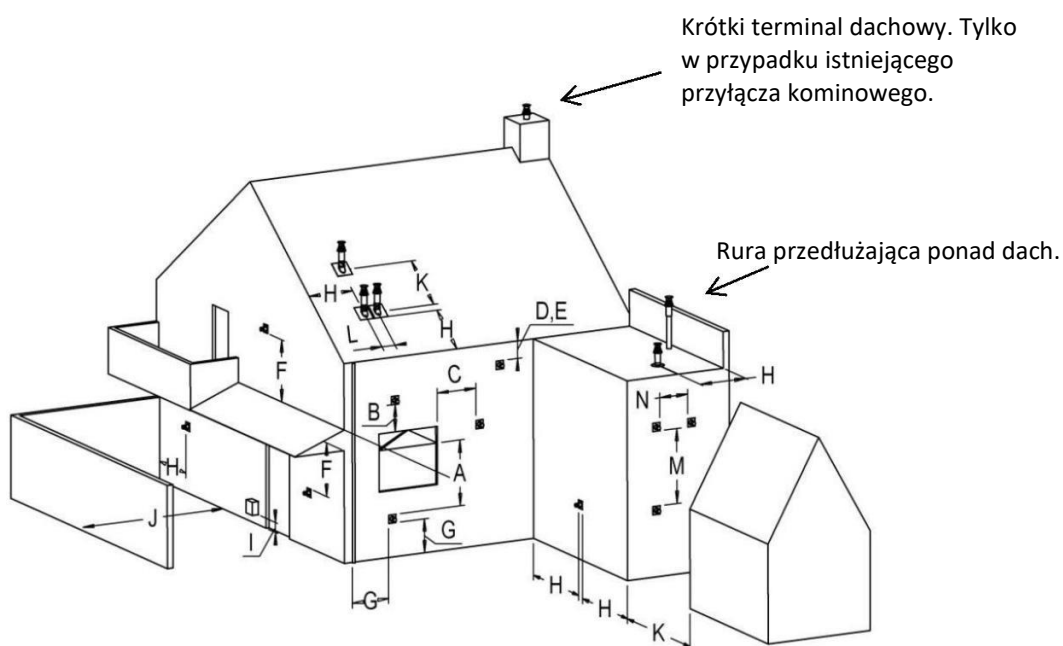 Krótki terminal dachowy. Tylko
w przypadku istniejącego
przyłącza kominowego.
Rura przedłużająca ponad dach.
K
H
D,E
L
H
F
C
H
N
B
F
A
M
H
J
G
I
H
G
H
K